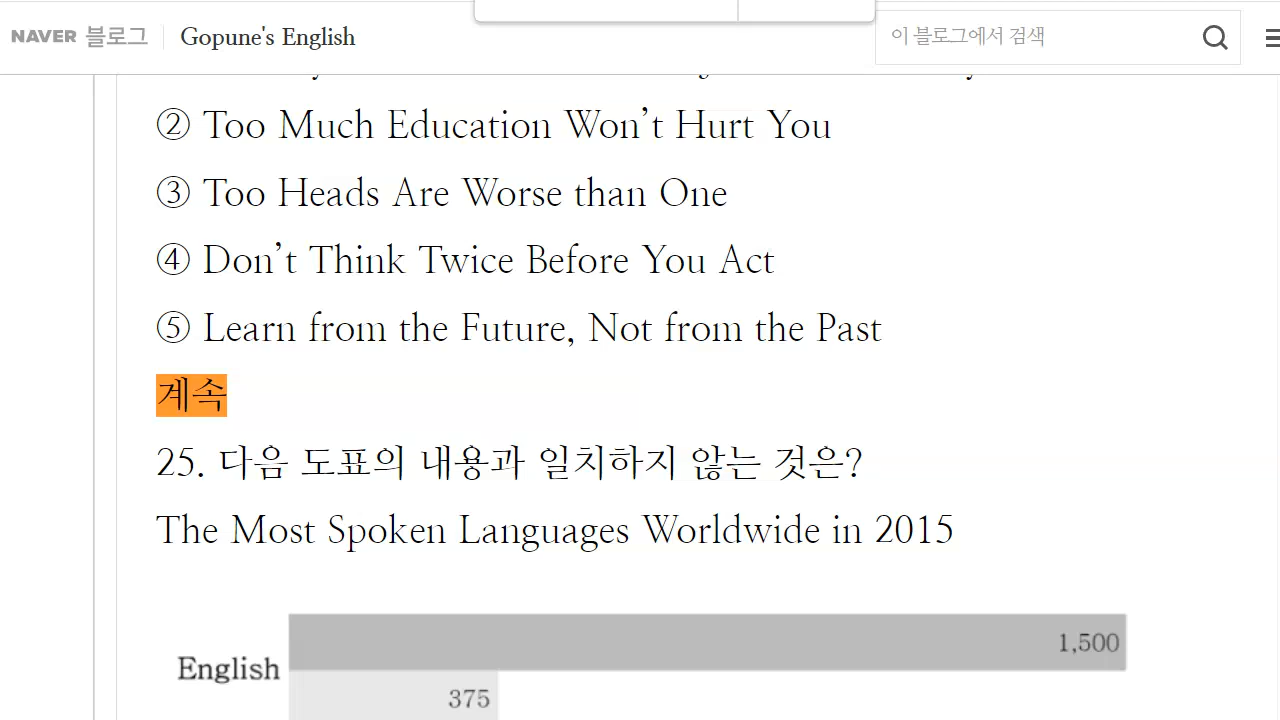 NAVER 블로그 Gopune's English 이 블로그에서 검색
② Too Much Education Won't Hurt You
③ Too Heads Are Worse than One
④ Don't Think Twice Before You Act
⑤ Learn from the Future, Not from the Past
계속
25. 다음 도표의 내용과 일치하지 않는 것은?
The Most Spoken Languages Worldwide in 2015
1,500
English
375